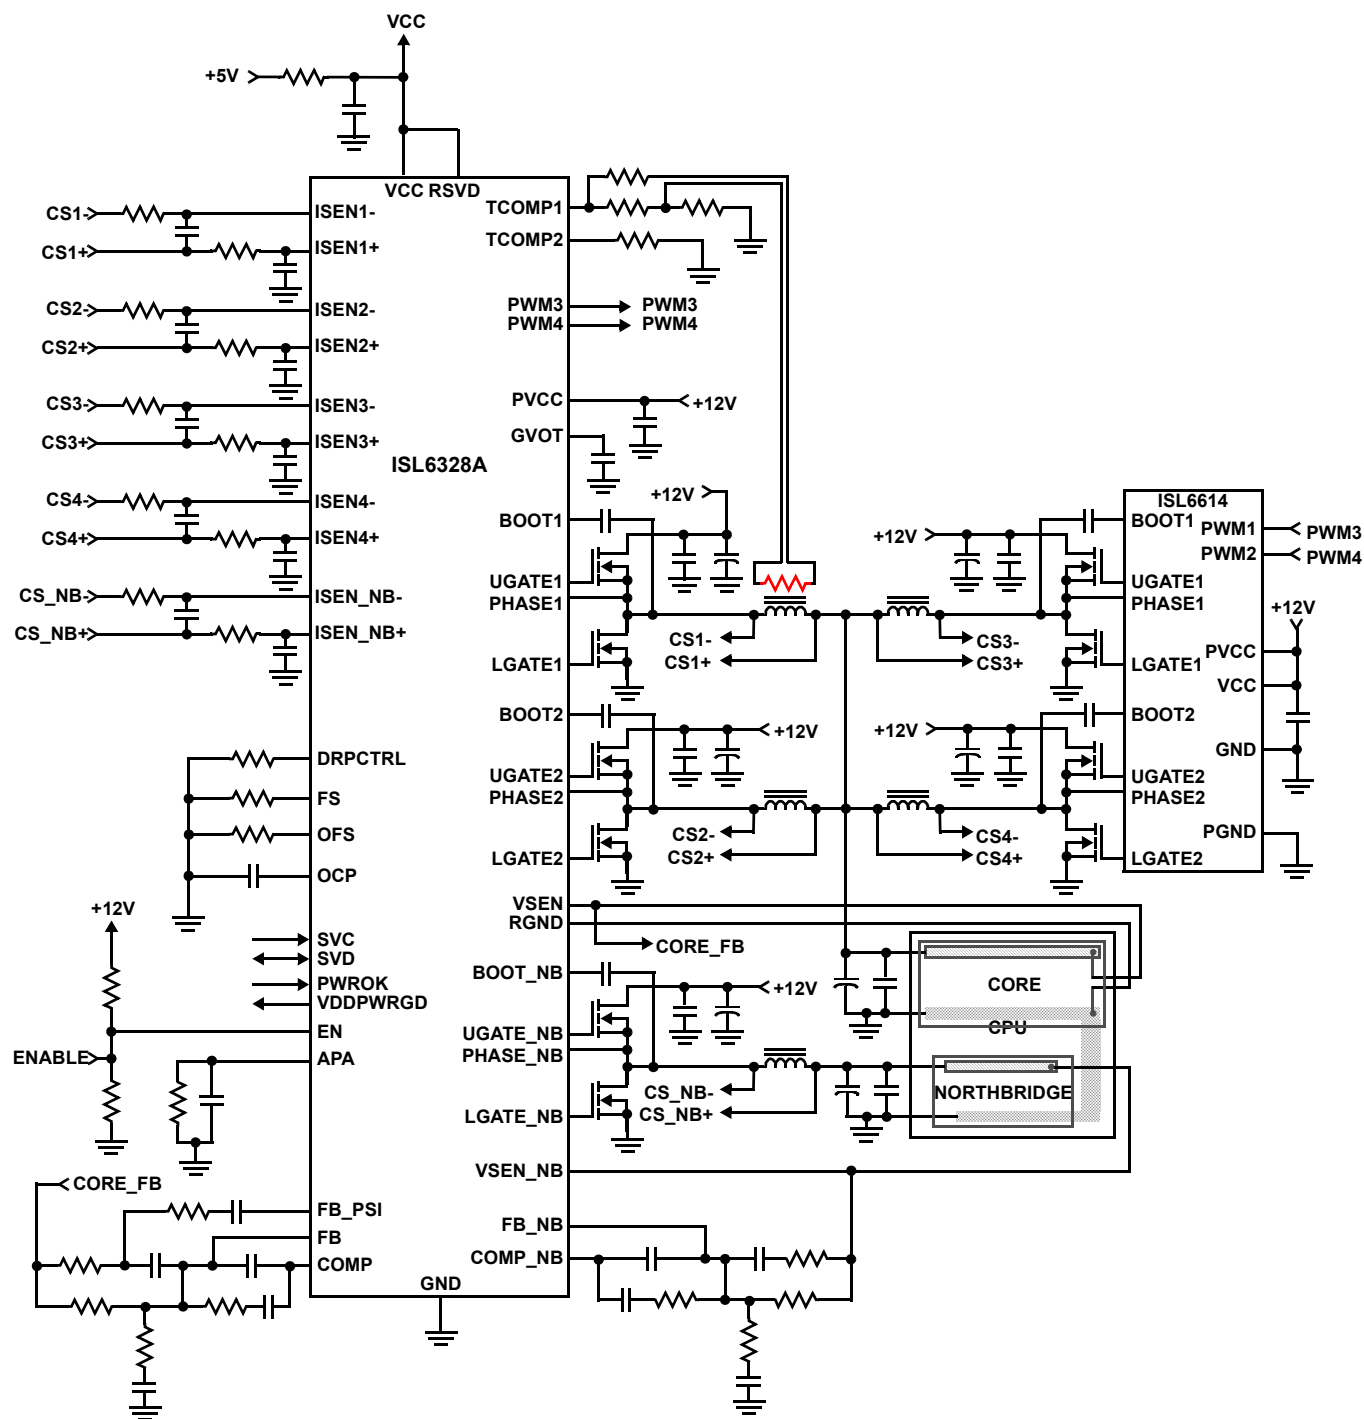 VCC
+5V
VCC RSVD
CS1-
ISEN1-
CS1+
ISEN1+
CS2-
ISEN2-
CS2+
ISEN2+
CS3-
ISEN3-
CS3+
ISEN3+
CS4-
ISEN4-
CS4+
ISEN4+
CS_NB-
ISEN_NB-
CS_NB+
ISEN_NB+
ISL6328A
DRPCTRL
FS
OFS
OCP
+12V
SVC
SVD
PWROK
VDDPWRGD
EN
ENABLE
APA
CORE_FB
FB_PSI
FB
COMP
GND
TCOMP1
TCOMP2
PWM3
PWM3
PWM4
PWM4
PVCC
+12V
GVOT
+12V
BOOT1
UGATE1
PHASE1
CS1-
CS1+
LGATE1
BOOT2
+12V
UGATE2
PHASE2
CS2-
CS2+
LGATE2
VSEN
RGND
CORE_FB
BOOT_NB
+12V
UGATE_NB
PHASE_NB
CS_NB-
CS_NB+
LGATE_NB
VSEN_NB
FB_NB
COMP_NB
+12V
CS3-
CS3+
+12V
CS4-
CS4+
CORE
CPU
NORTHBRIDGE
ISL6614
BOOT1
PWM1
PWM3
PWM2
PWM4
UGATE1
PHASE1
+12V
PVCC
LGATE1
VCC
BOOT2
GND
UGATE2
PHASE2
PGND
LGATE2